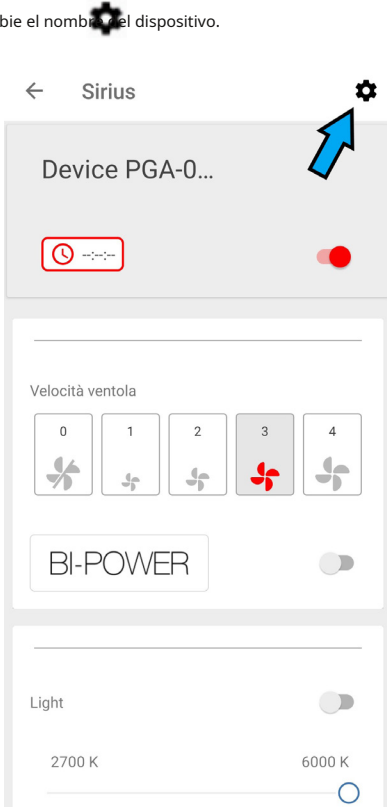 bie el nombre del dispositivo.
Sirius
Device PGA-0...
--:--:--
Velocità ventola
0 1 2 3 4
BI-POWER
Light
2700 K 6000 K